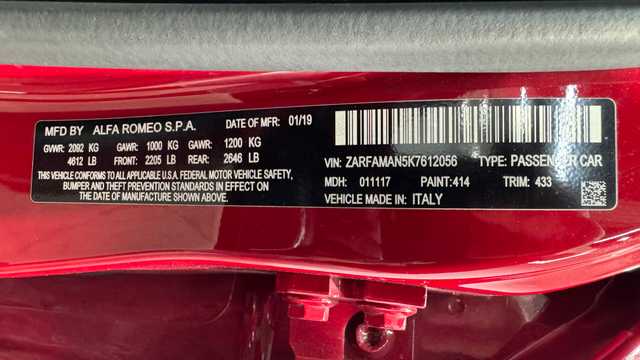 MFD BY ALFA ROMEO S.P.A. DATE OF MFR 01/19
GVWR: 2092 KG GAWR: 1000 KG GAWR: 1200 KG
4612 LB FRONT: 2205 LB REAR: 2646 LB
THIS VEHICLE CONFORMS TO ALL APPLICABLE U.S.A. FEDERAL MOTOR VEHICLE SAFETY,
BUMPER AND THEFT PREVENTION STANDARDS IN EFFECT ON
THE DATE OF MANUFACTURE SHOWN ABOVE
VIN: ZARFAMAN5K7612056 TYPE: PASSENGER CAR
MDH: 011117 PAINT: 414 TRIM: 433
VEHICLE MADE IN: ITALY